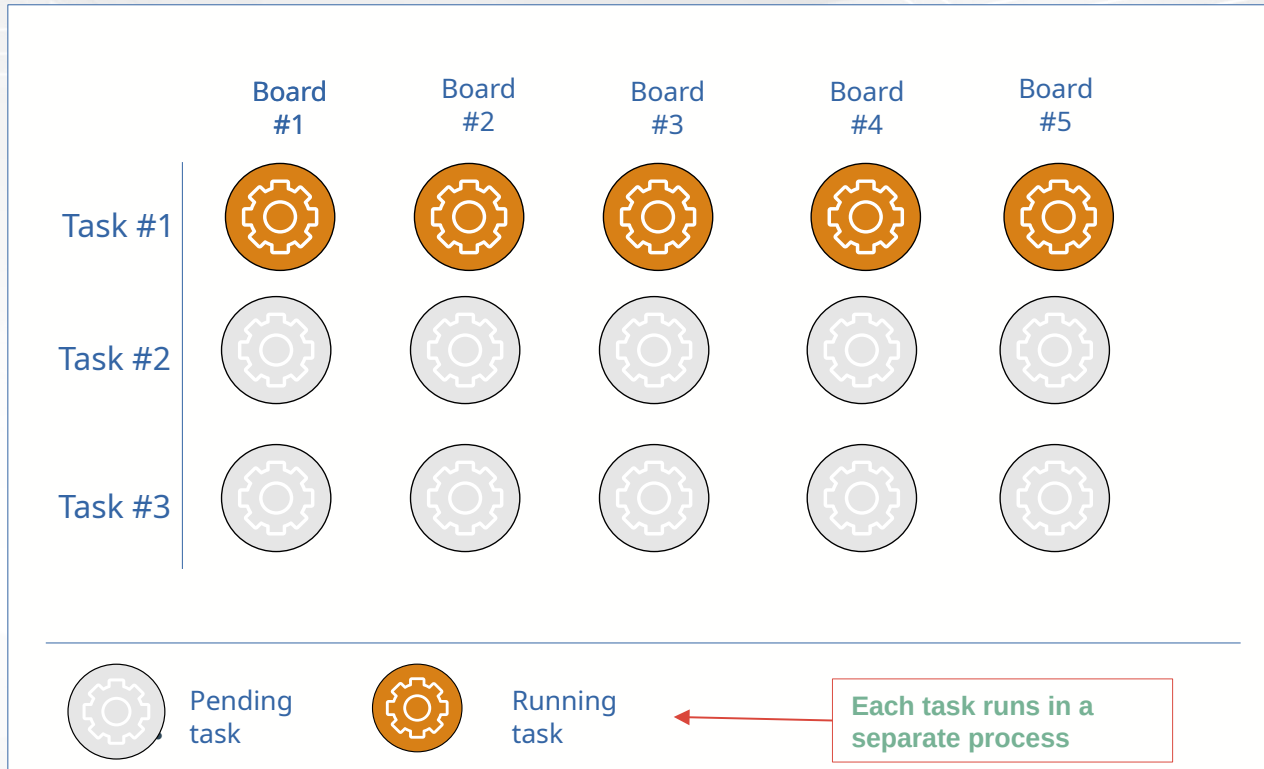 Board
#1
Board
#2
Board
#3
Board
#4
Board
#5
Task #1
Task #2
Task #3
Pending
task
Running
task
Each task runs in a
separate process